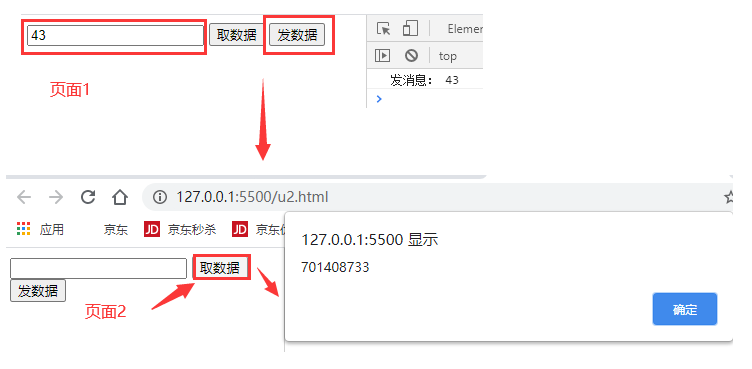 43 取数据 发数据 Elemen
top
发消息： 43
页面1
127.0.0.1:5500/u2.html
应用 京东 JD 京东秒杀 JD 京东优
127.0.0.1:5500 显示
701408733
取数据
发数据
确定
页面2